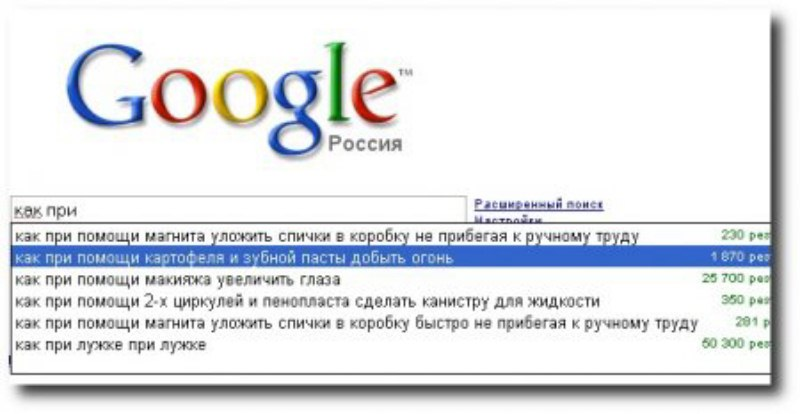 Google™
Россия
как при
Расширенный поиск
Настройки
как при помощи магнита уложить спички в коробку не прибегая к ручному труду 230 рез
как при помощи картофеля и зубной пасты добыть огонь 1 870 рез
как при помощи макияжа увеличить глаза 25 700 рез
как при помощи 2-х циркулей и пенопласта сделать канистру для жидкости 350 рез
как при помощи магнита уложить спички в коробку быстро не прибегая к ручному труду 281 р
как при лужке при лужке 50 300 рез